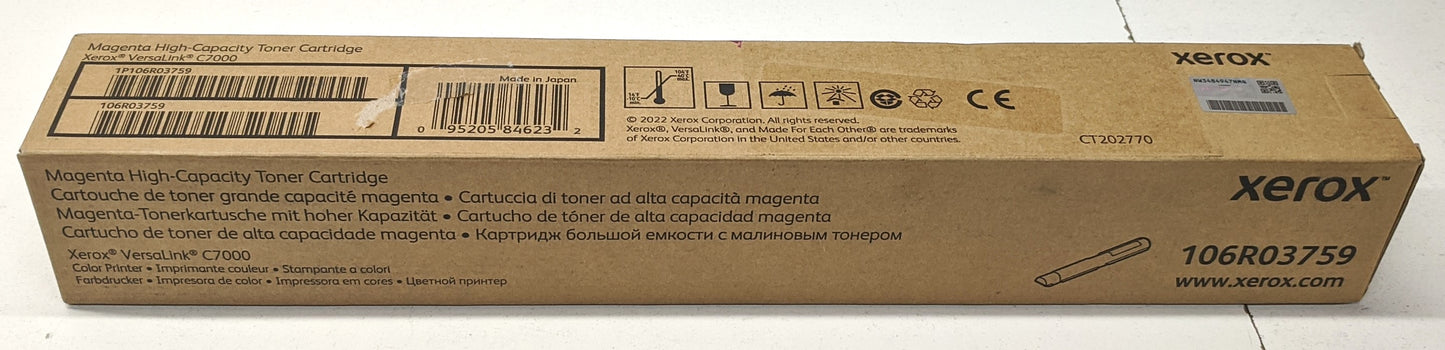 Magenta High-Capacity Toner Cartridge
Xerox® VersaLink® C7000
1P106R03759
106R03759
Made in Japan
0 95205 84623 2
© 2022 Xerox Corporation. All rights reserved.
Xerox®, VersaLink®, and Made For Each Other® are trademarks
of Xerox Corporation in the United States and/or other countries.
CE
xerox™
CT202770
Magenta High-Capacity Toner Cartridge
Cartouche de toner grande capacité magenta • Cartuccia di toner ad alta capacità magenta
Magenta-Tonerkartusche mit hoher Kapazität • Cartucho de tóner de alta capacidad magenta
Cartucho de toner de alta capacidade magenta • Картридж большой емкости с малиновым тонером
Xerox® VersaLink® C7000
Color Printer • Imprimante couleur • Stampante a colori
Farbdrucker • Impresora de color • Impressora em cores • Цветной принтер
xerox™
106R03759
www.xerox.com